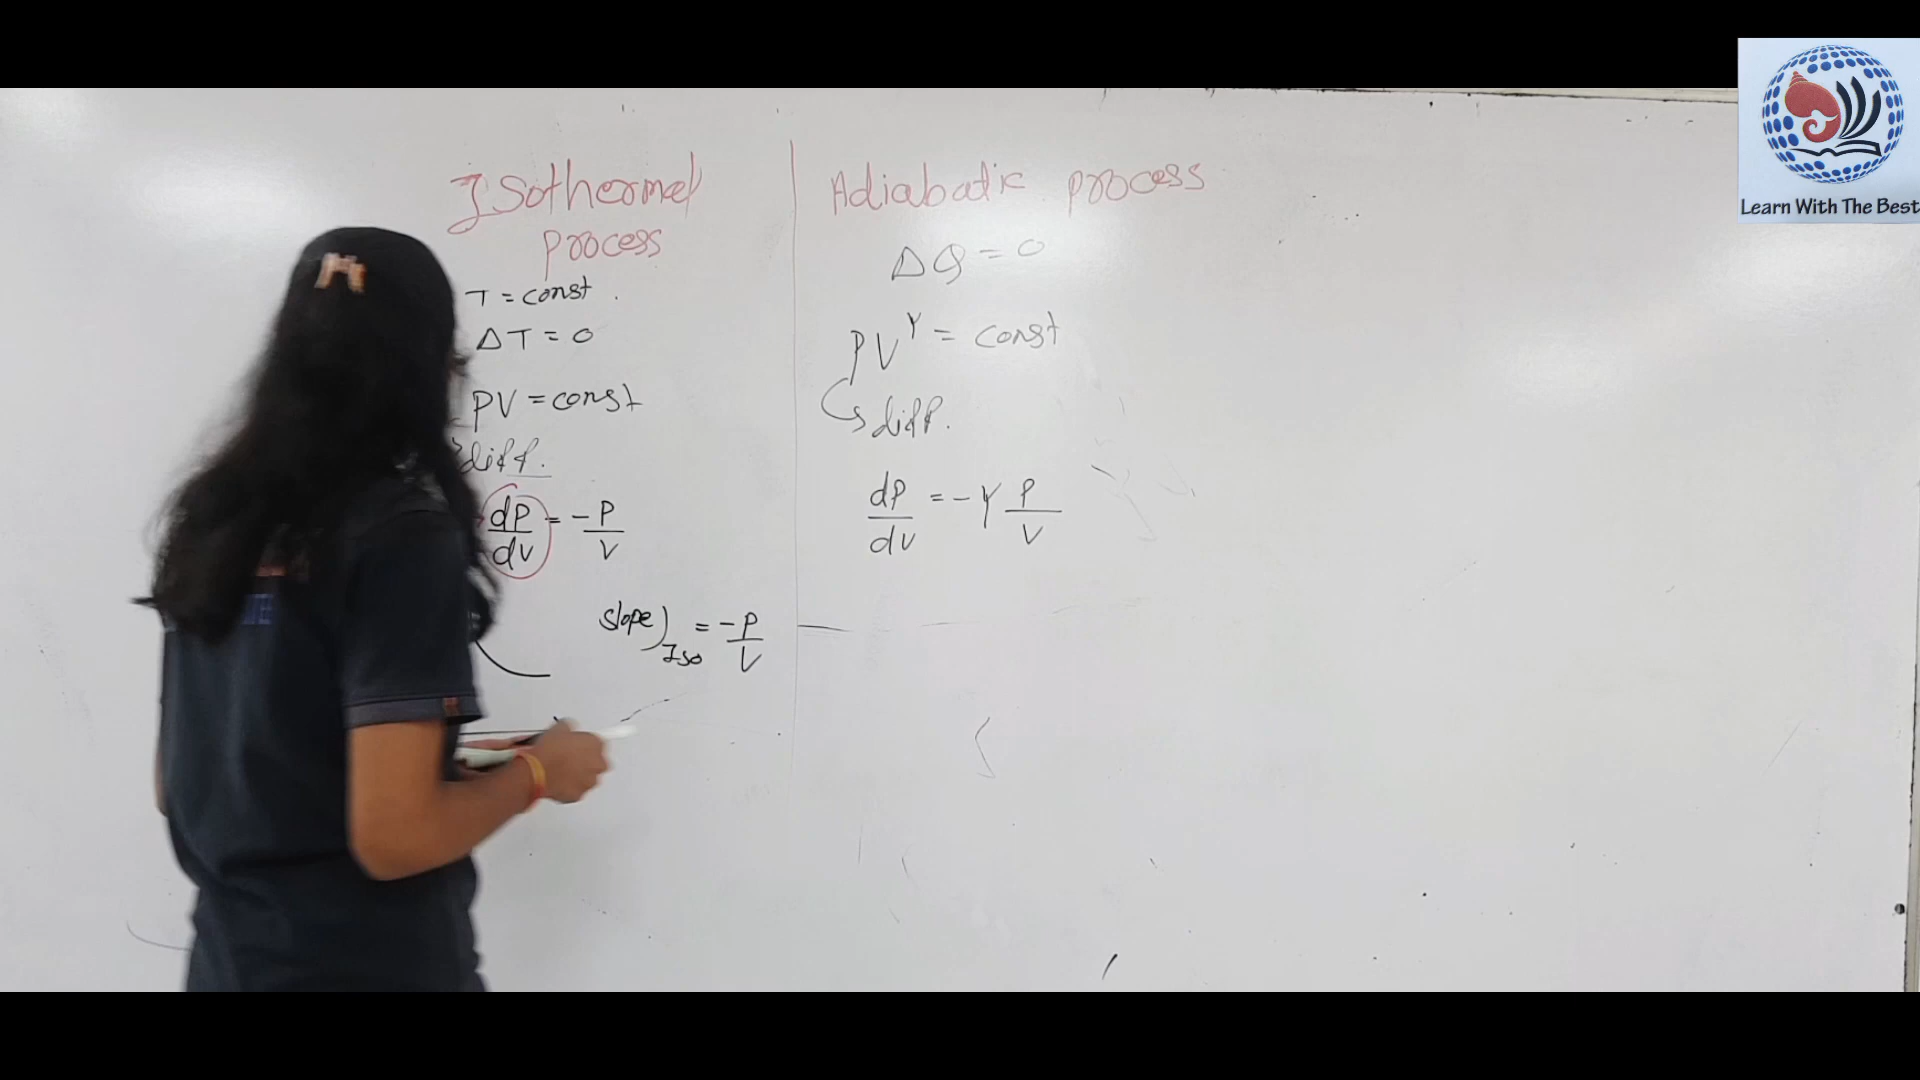 Isothermal
process
T = const.
ΔT = 0
PV = const
diff.
dP/dV = -P/V
slope)Iso = -P/V
Adiabadic process
ΔQ = 0
PV^γ = const
diff.
dP/dV = -γ P/V
Learn With The Best